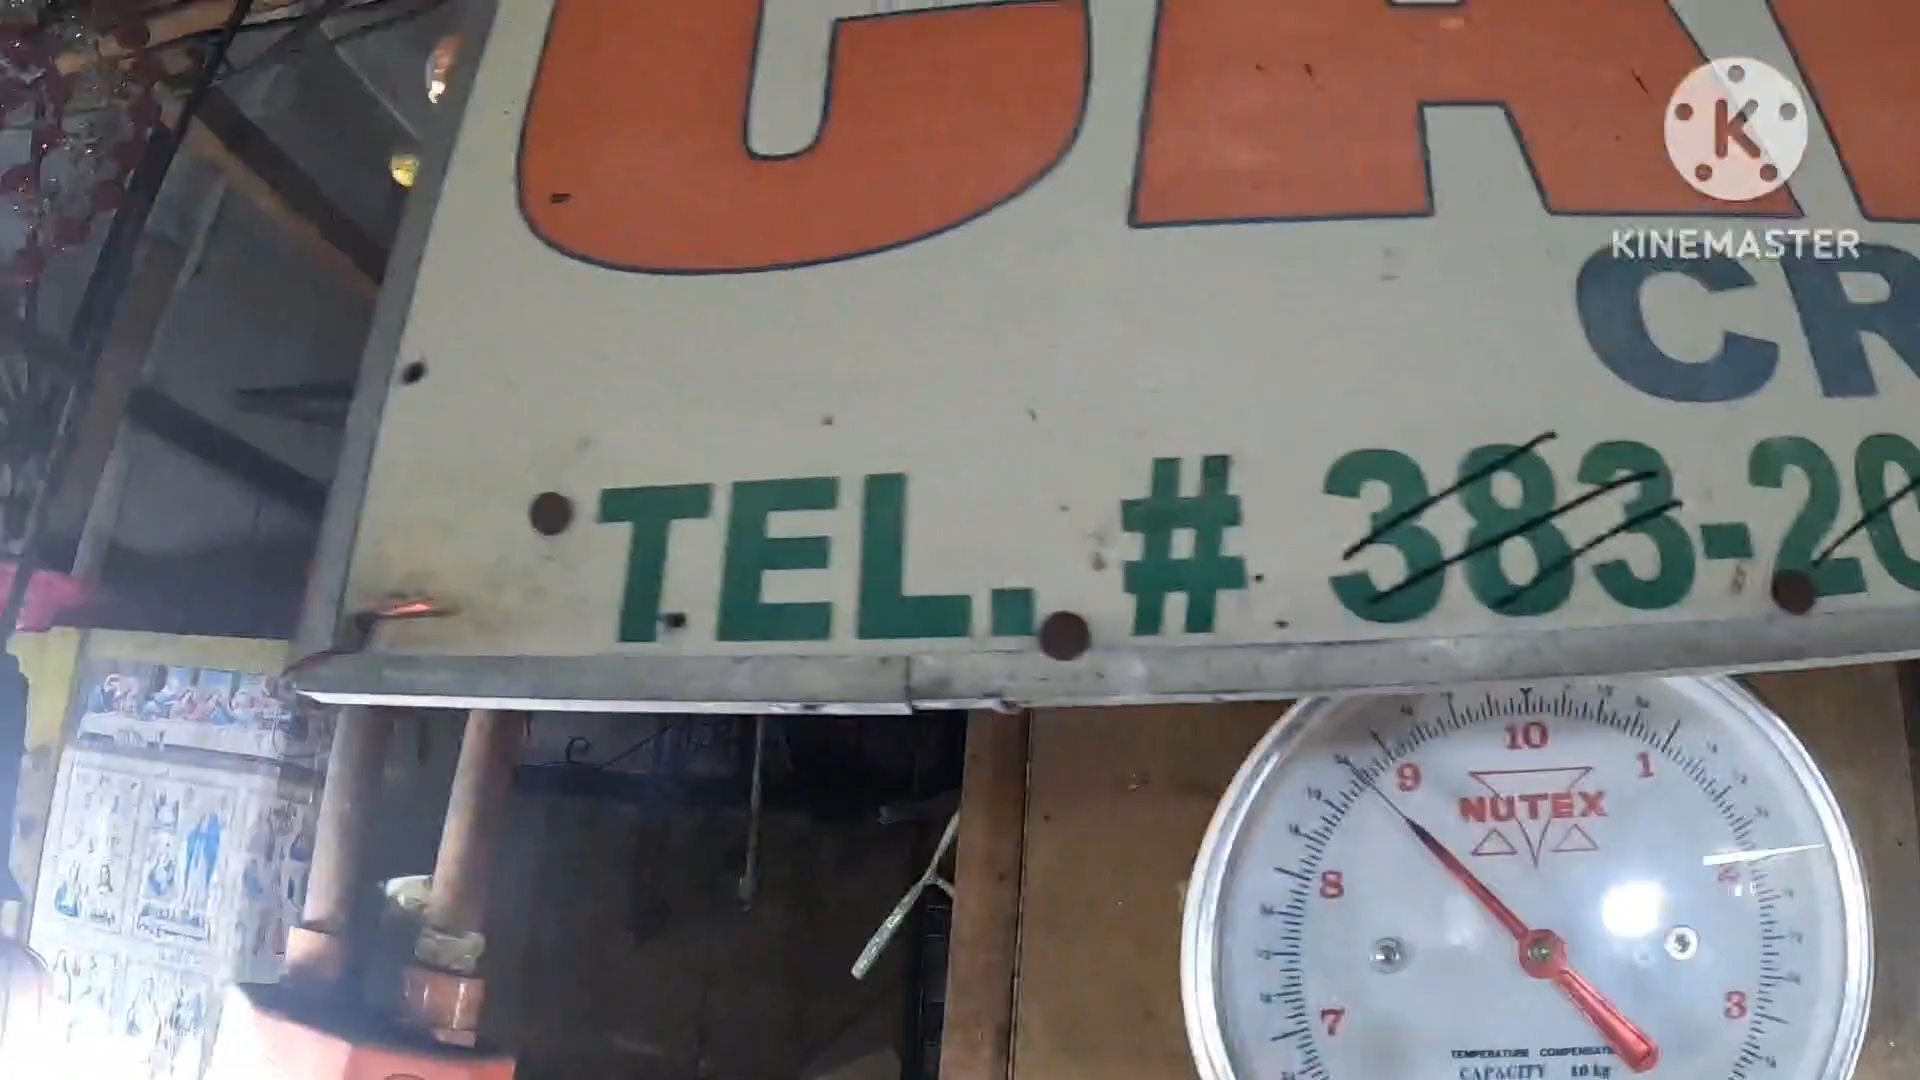 CA
K
KINEMASTER
CR
TEL. # 383-20
10
9
1
NUTEX
8
7
3
TEMPERATURE COMPENSAT
CAPACITY 10 kg